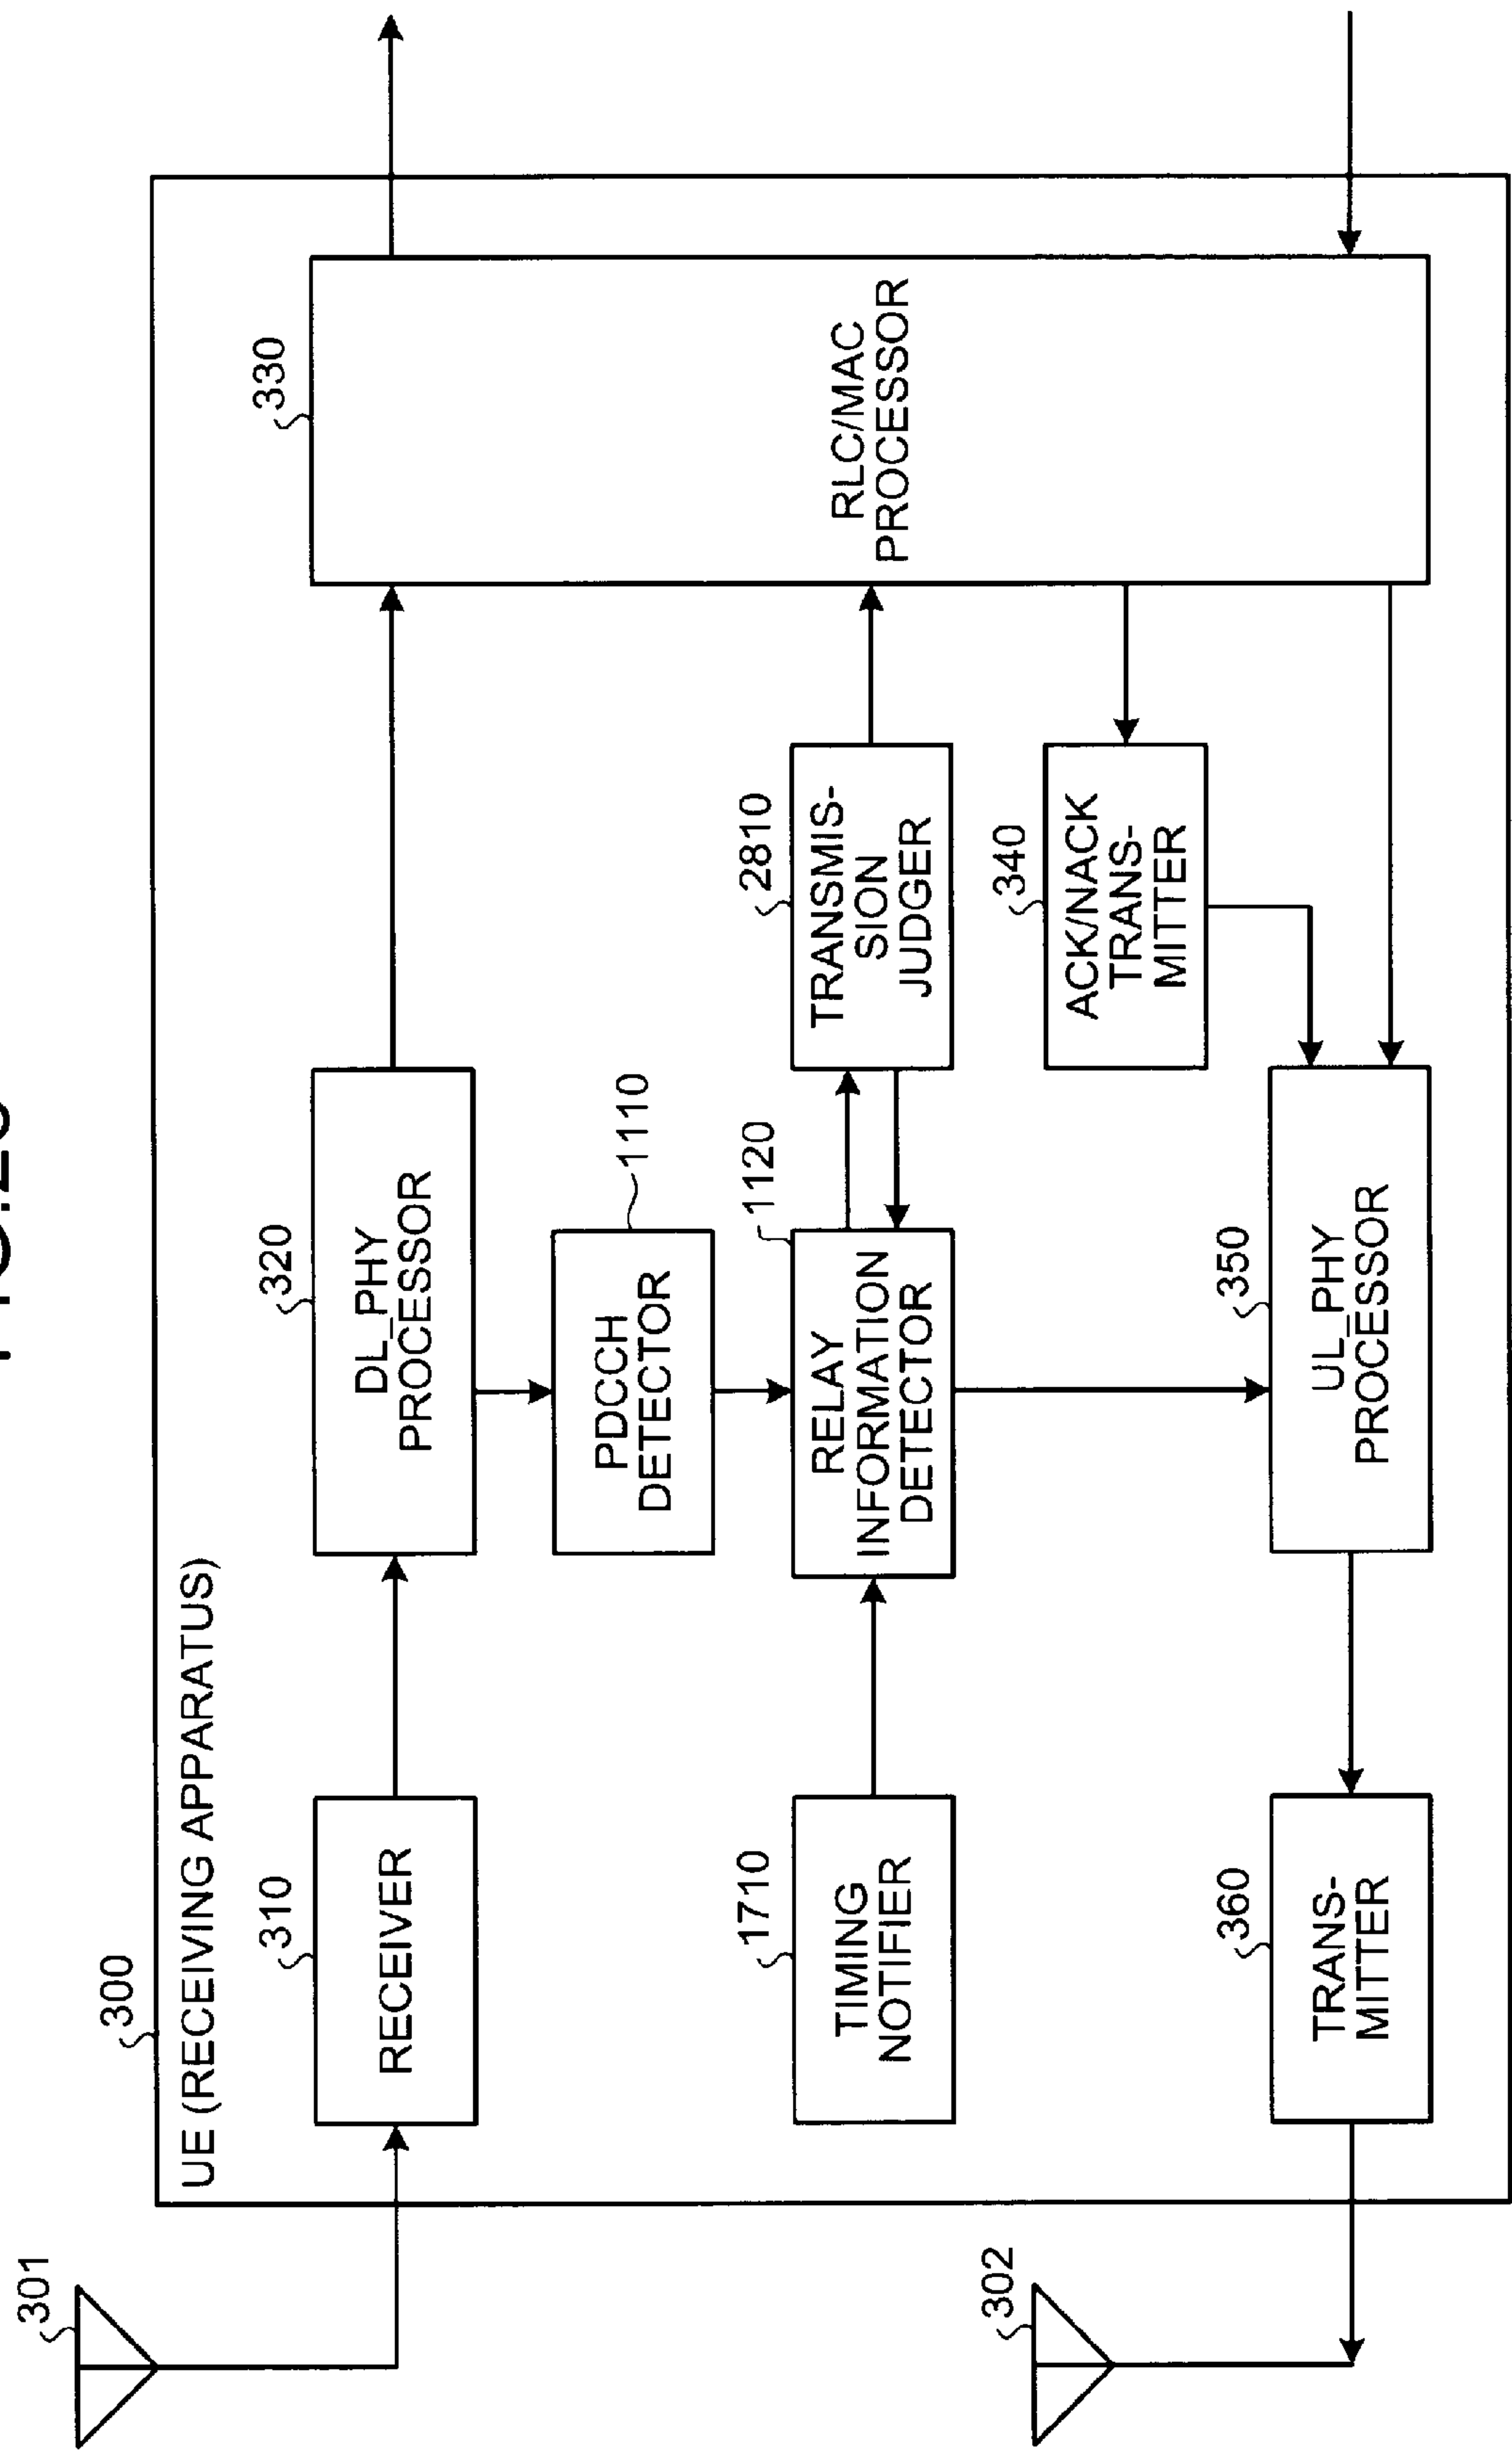 300
UE (RECEIVING APPARATUS)
301
310
RECEIVER
320
DL_PHY
PROCESSOR
330
RLC/MAC
PROCESSOR
1110
PDCCH
DETECTOR
1710
TIMING
NOTIFIER
1120
RELAY
INFORMATION
DETECTOR
2810
TRANSMIS-
SION
JUDGER
340
ACK/NACK
TRANS-
MITTER
302
360
TRANS-
MITTER
350
UL_PHY
PROCESSOR